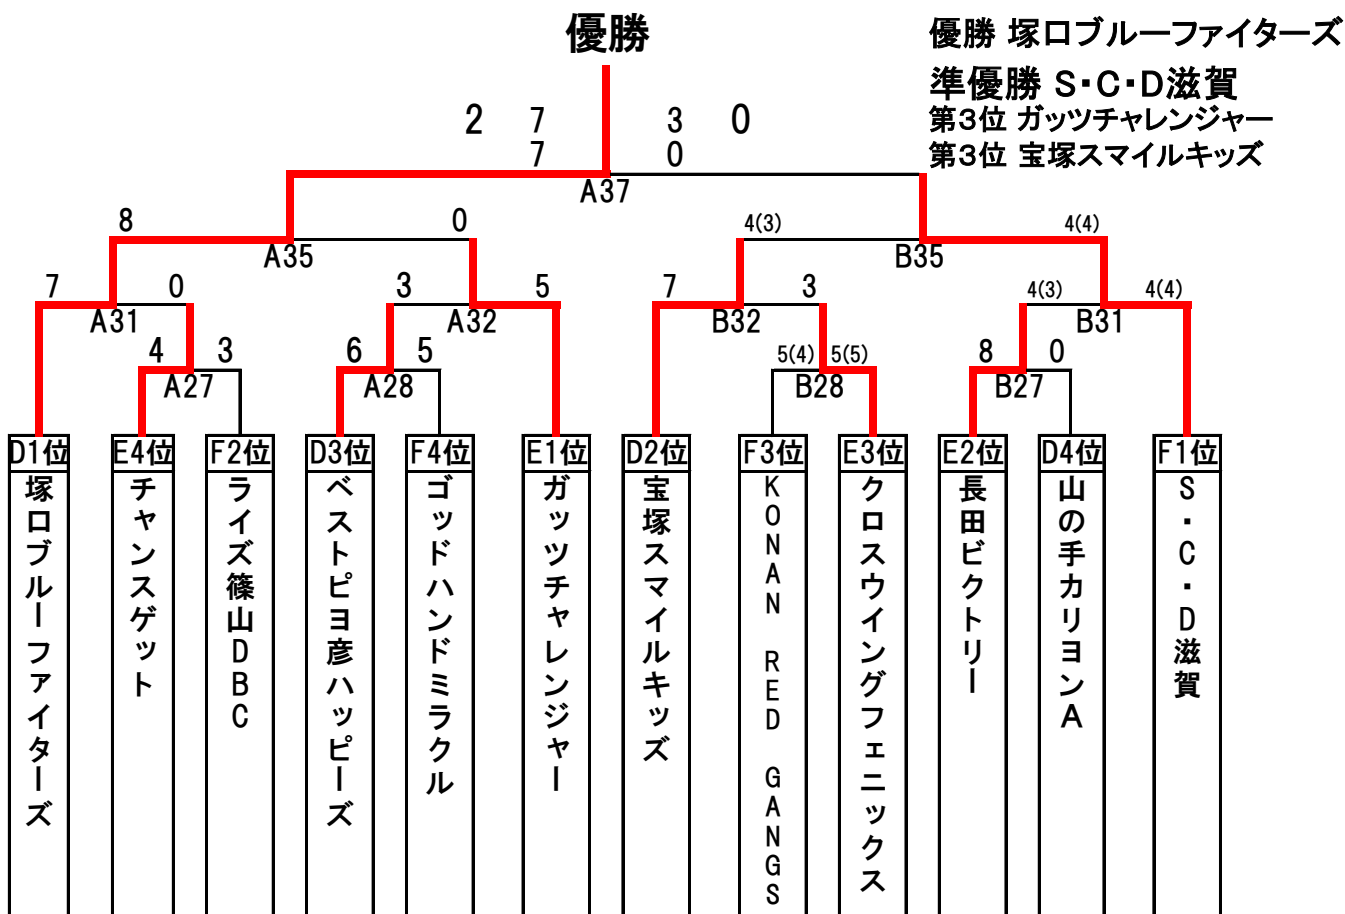 優勝
優勝 塚口ブルーファイターズ
準優勝 S・C・D滋賀
第3位 ガッツチャレンジャー
第3位 宝塚スマイルキッズ
2 7 3 0
7 0
A37
8 0 4(3) 4(4)
A35 B35
7 0 3 5 7 3 4(3) 4(4)
A31 A32 B32 B31
4 3 6 5 5(4) 5(5) 8 0
A27 A28 B28 B27
D1位 E4位 F2位 D3位 F4位 E1位 D2位 F3位 E3位 E2位 D4位 F1位
塚口ブルーファイターズ
チャンスゲット
ライズ篠山DBC
ベストピヨ彦ハッピーズ
ゴッドハンドミラクル
ガッツチャレンジャー
宝塚スマイルキッズ
KONAN RED GANGS
クロスウイングフェニックス
長田ビクトリー
山の手カリヨンA
S・C・D滋賀